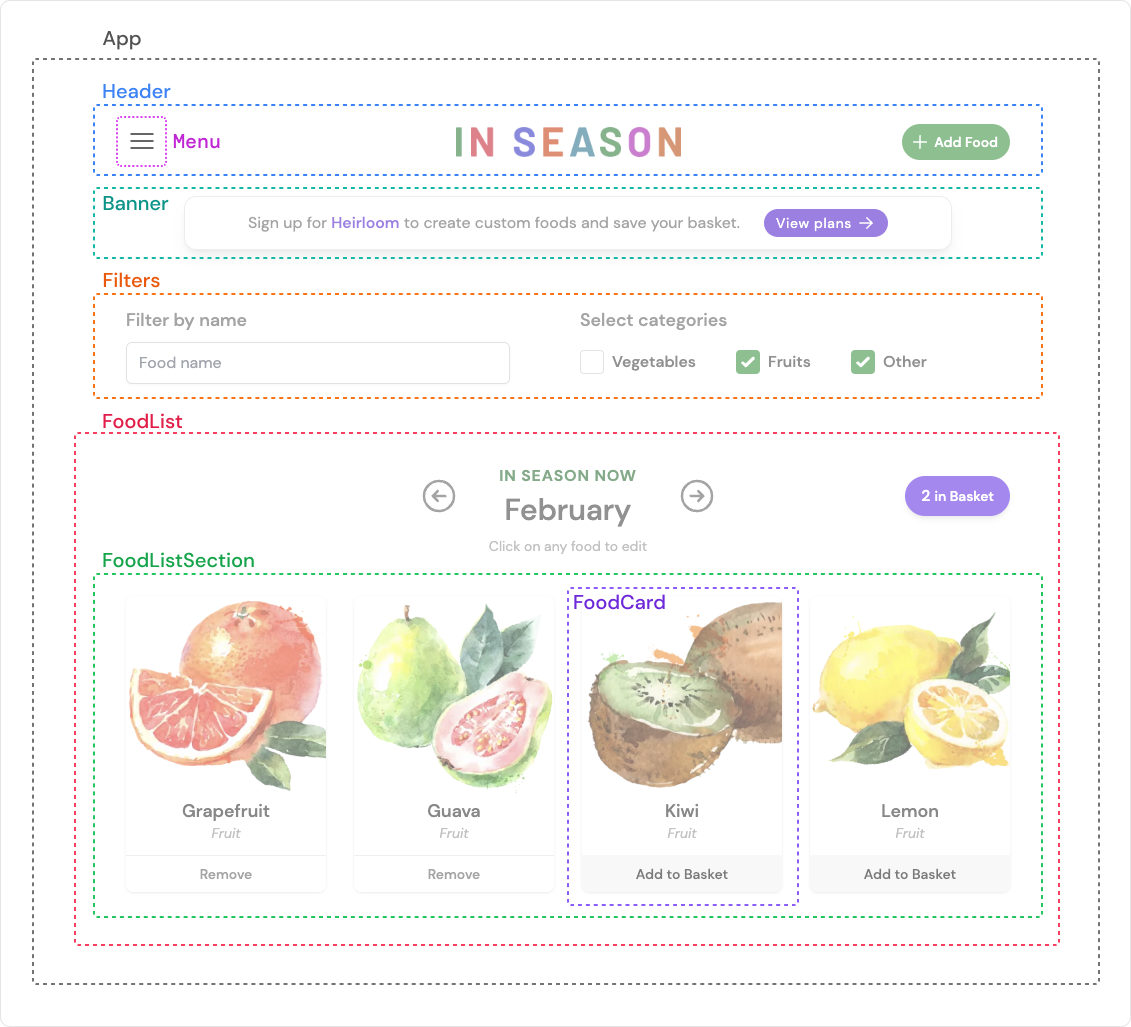 App
Header
Menu
IN SEASON
Add Food
Banner
Sign up for Heirloom to create custom foods and save your basket.
View plans
Filters
Filter by name
Select categories
Food name
Vegetables
Fruits
Other
FoodList
IN SEASON NOW
February
2 in Basket
Click on any food to edit
FoodListSection
FoodCard
Grapefruit
Fruit
Remove
Guava
Fruit
Remove
Kiwi
Fruit
Add to Basket
Lemon
Fruit
Add to Basket